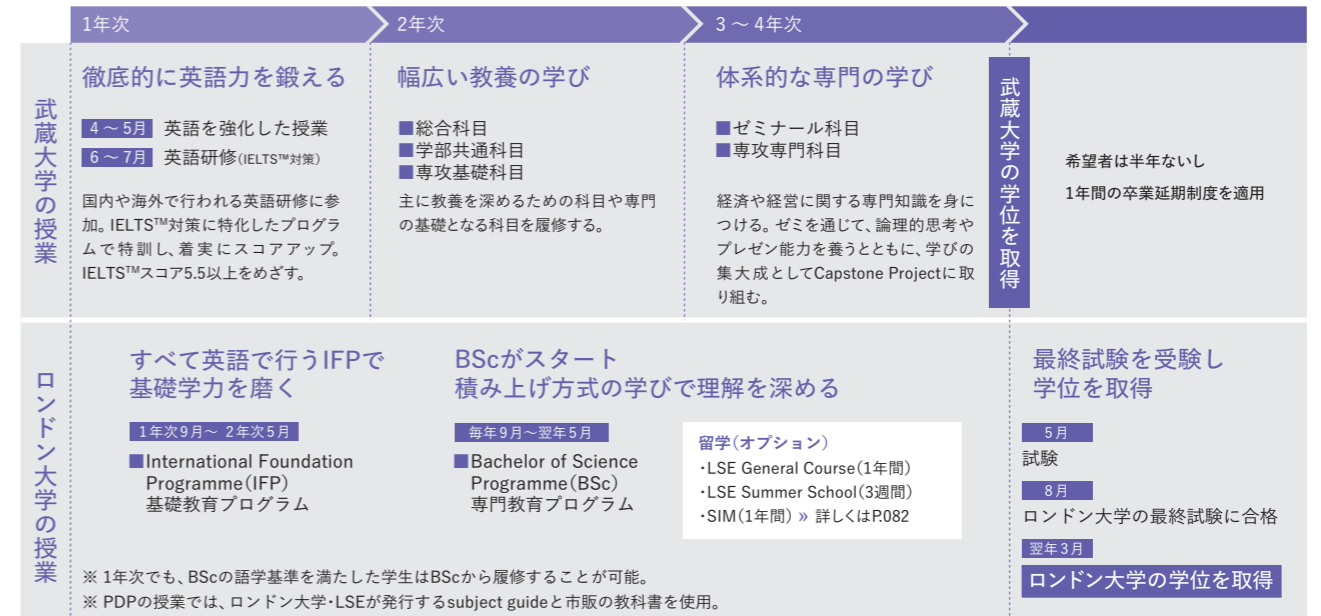 1年次
2年次
3 ～ 4年次
武蔵大学の授業
徹底的に英語力を鍛える
4 ～ 5月 英語を強化した授業
6 ～ 7月 英語研修(IELTS™対策)
国内や海外で行われる英語研修に参
加。IELTS™対策に特化したプログラ
ムで特訓し、着実にスコアアップ。
IELTS™スコア5.5以上をめざす。
幅広い教養の学び
■総合科目
■学部共通科目
■専攻基礎科目
主に教養を深めるための科目や専門
の基礎となる科目を履修する。
体系的な専門の学び
■ゼミナール科目
■専攻専門科目
経済や経営に関する専門知識を身に
つける。ゼミを通じて、論理的思考や
プレゼン能力を養うとともに、学びの
集大成としてCapstone Projectに取
り組む。
武蔵大学の学位を取得
希望者は半年ないし
1年間の卒業延期制度を適用
ロンドン大学の授業
すべて英語で行うIFPで
基礎学力を磨く
1年次9月～ 2年次5月
■International Foundation
Programme(IFP)
基礎教育プログラム
BScがスタート
積み上げ方式の学びで理解を深める
毎年9月～翌年5月
■Bachelor of Science
Programme(BSc)
専門教育プログラム
留学(オプション)
・LSE General Course(1年間)
・LSE Summer School(3週間)
・SIM(1年間) » 詳しくはP.082
最終試験を受験し
学位を取得
5月
試験
8月
ロンドン大学の最終試験に合格
翌年3月
ロンドン大学の学位を取得
※ 1年次でも、BScの語学基準を満たした学生はBScから履修することが可能。
※ PDPの授業では、ロンドン大学・LSEが発行するsubject guideと市販の教科書を使用。